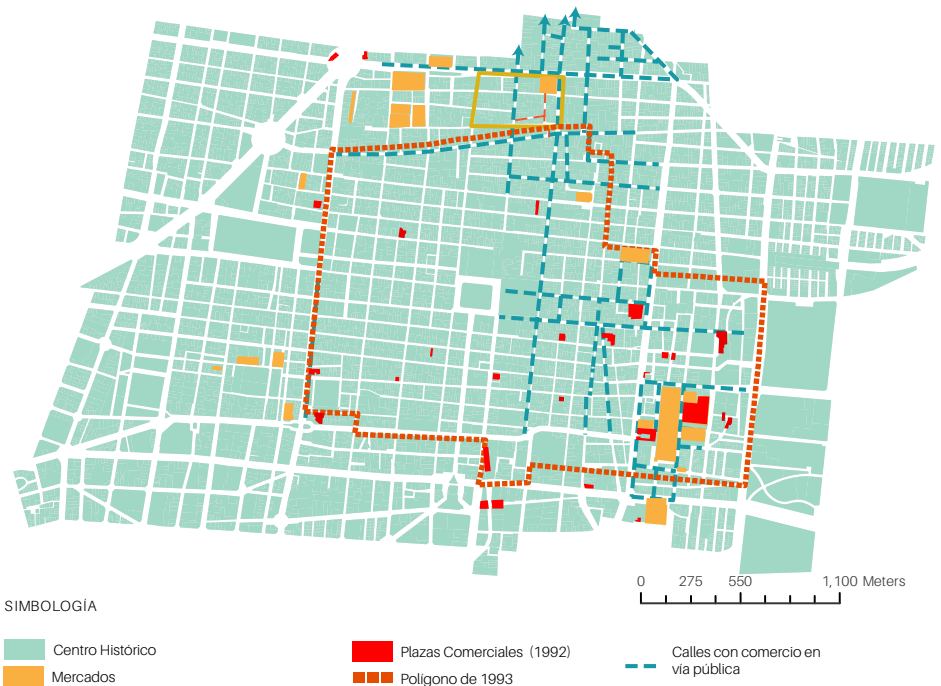 0 275 550 1,100 Meters
SIMBOLOGÍA
Centro Histórico
Mercados
Plazas Comerciales (1992)
Polígono de 1993
Calles con comercio en
vía pública